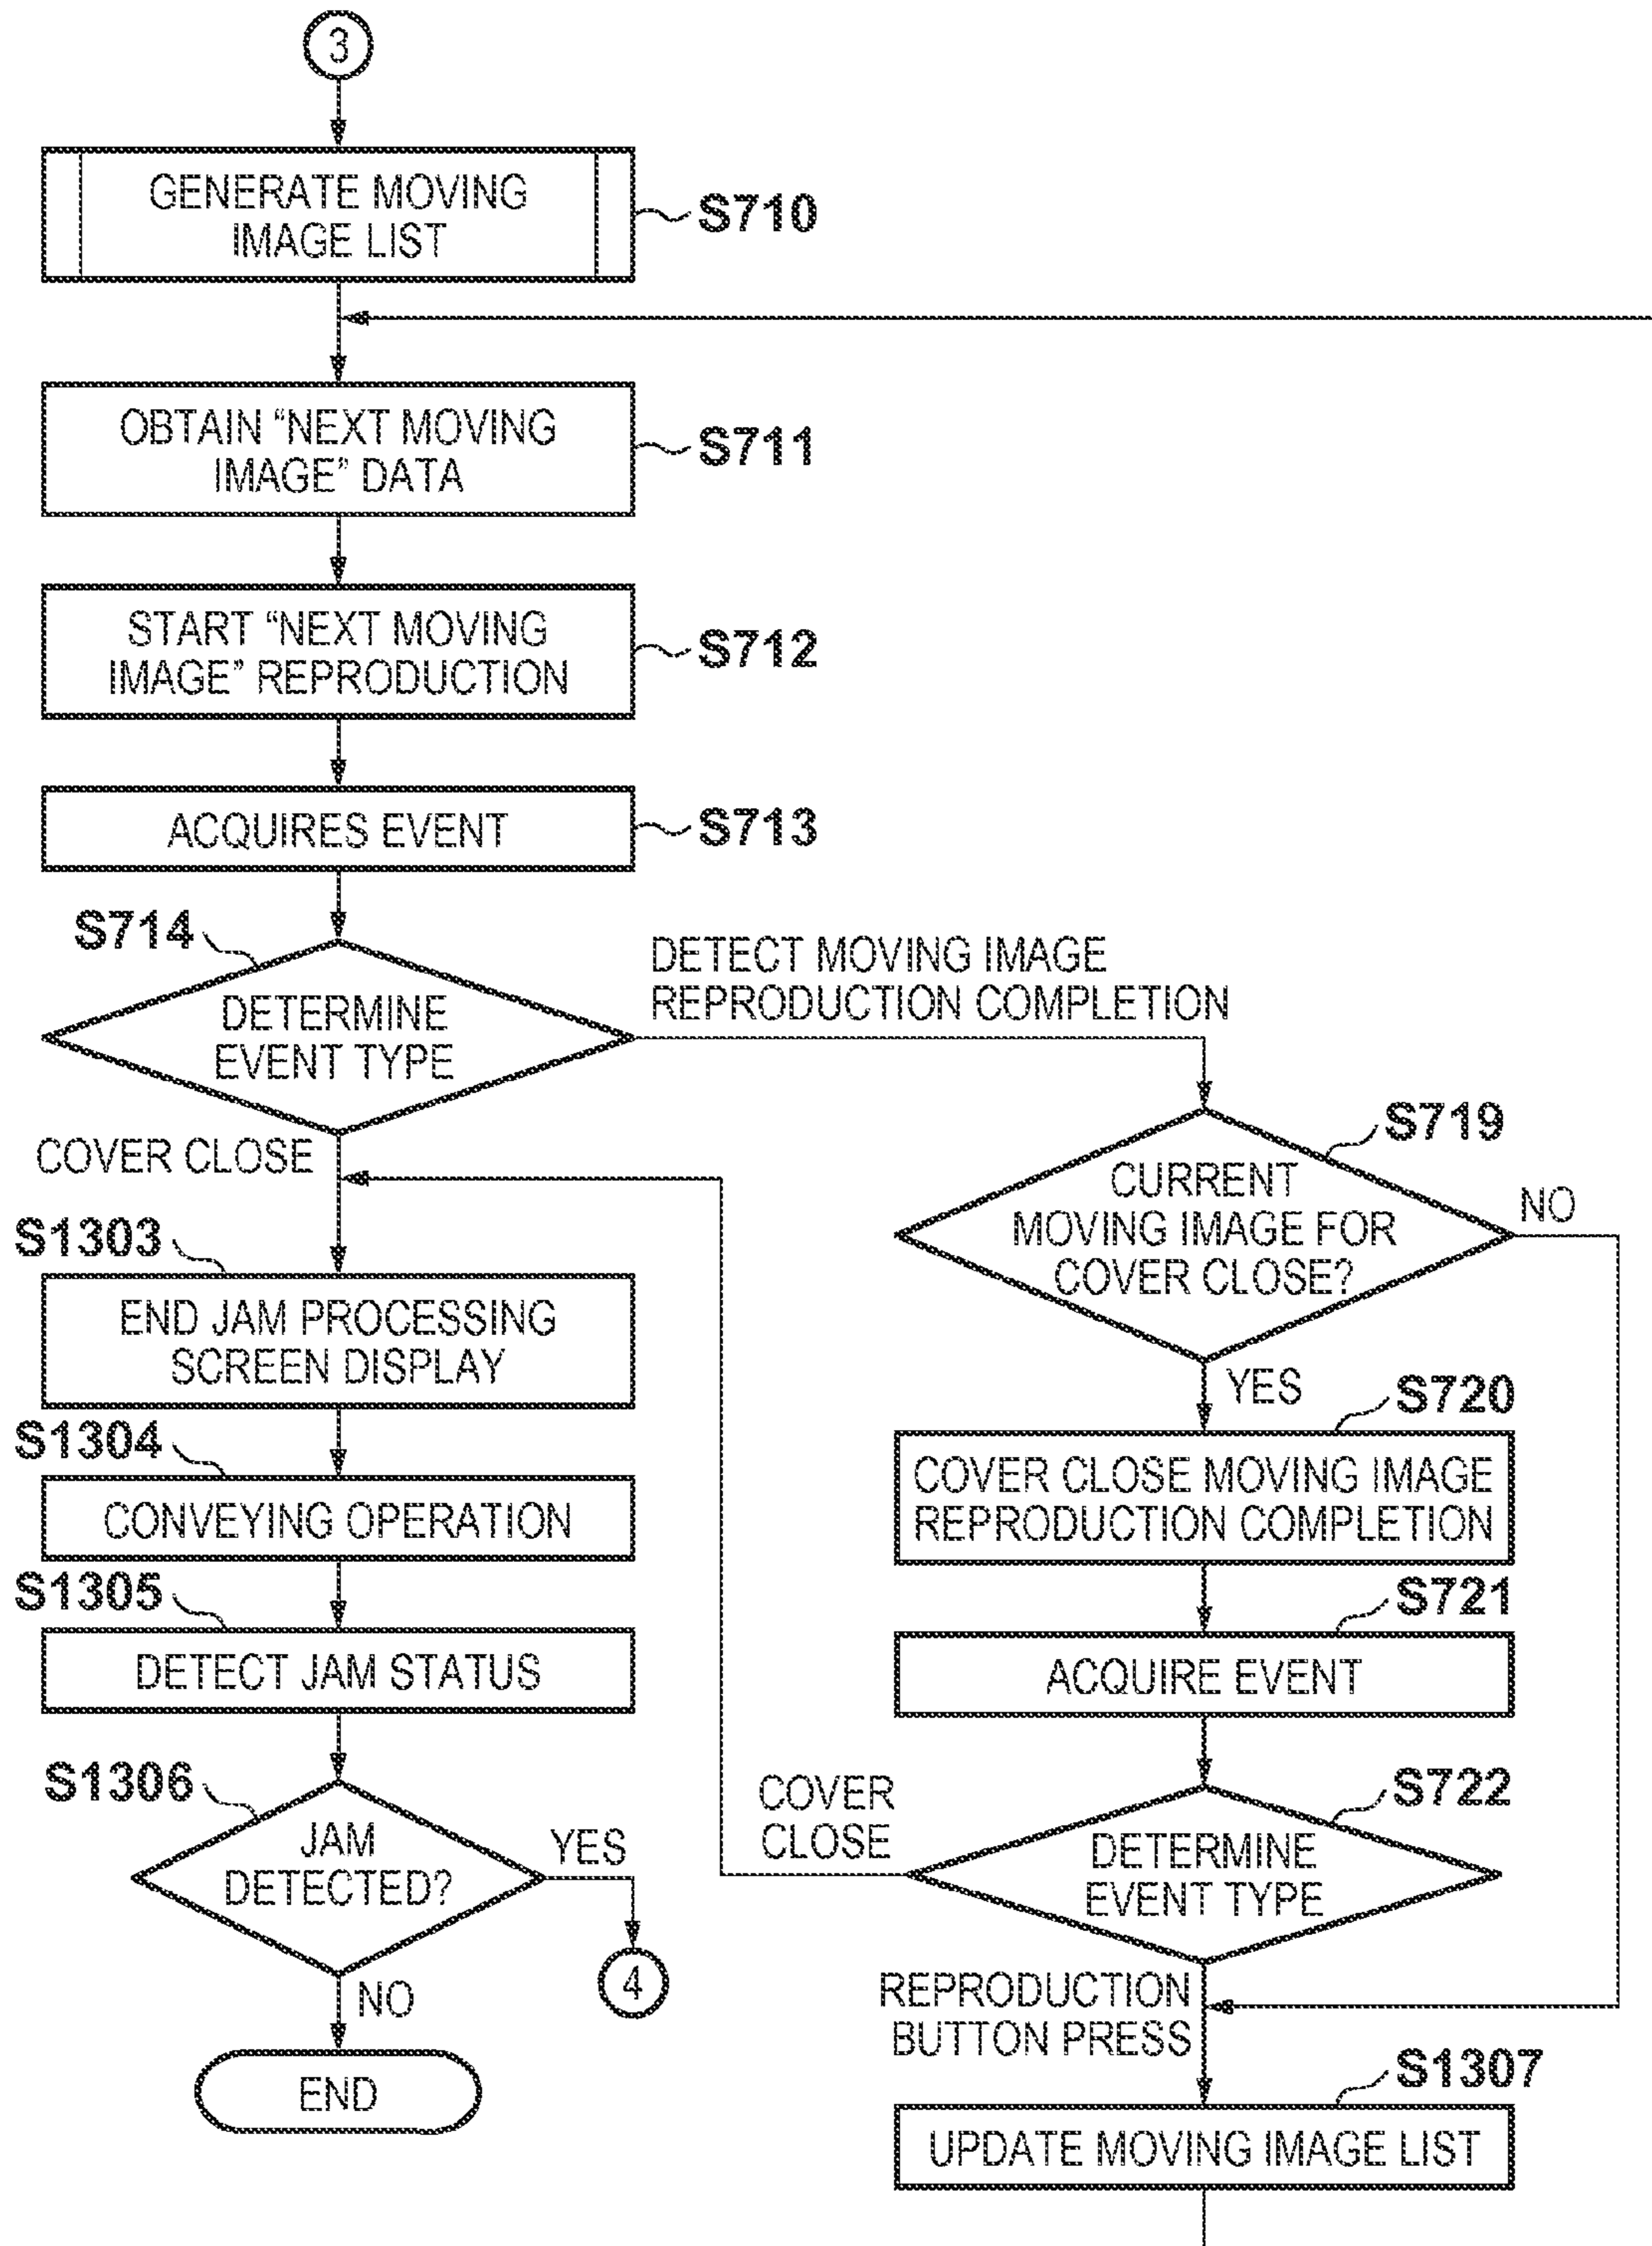 3
GENERATE MOVING
IMAGE LIST
S710
OBTAIN “NEXT MOVING
IMAGE” DATA
S711
START “NEXT MOVING
IMAGE” REPRODUCTION
S712
ACQUIRES EVENT
S713
S714
DETERMINE
EVENT TYPE
DETECT MOVING IMAGE
REPRODUCTION COMPLETION
COVER CLOSE
S1303
END JAM PROCESSING
SCREEN DISPLAY
S1304
CONVEYING OPERATION
S1305
DETECT JAM STATUS
S1306
JAM
DETECTED?
YES
4
NO
END
S719
CURRENT
MOVING IMAGE FOR
COVER CLOSE?
NO
YES
S720
COVER CLOSE MOVING IMAGE
REPRODUCTION COMPLETION
S721
ACQUIRE EVENT
S722
DETERMINE
EVENT TYPE
COVER
CLOSE
REPRODUCTION
BUTTON PRESS
S1307
UPDATE MOVING IMAGE LIST